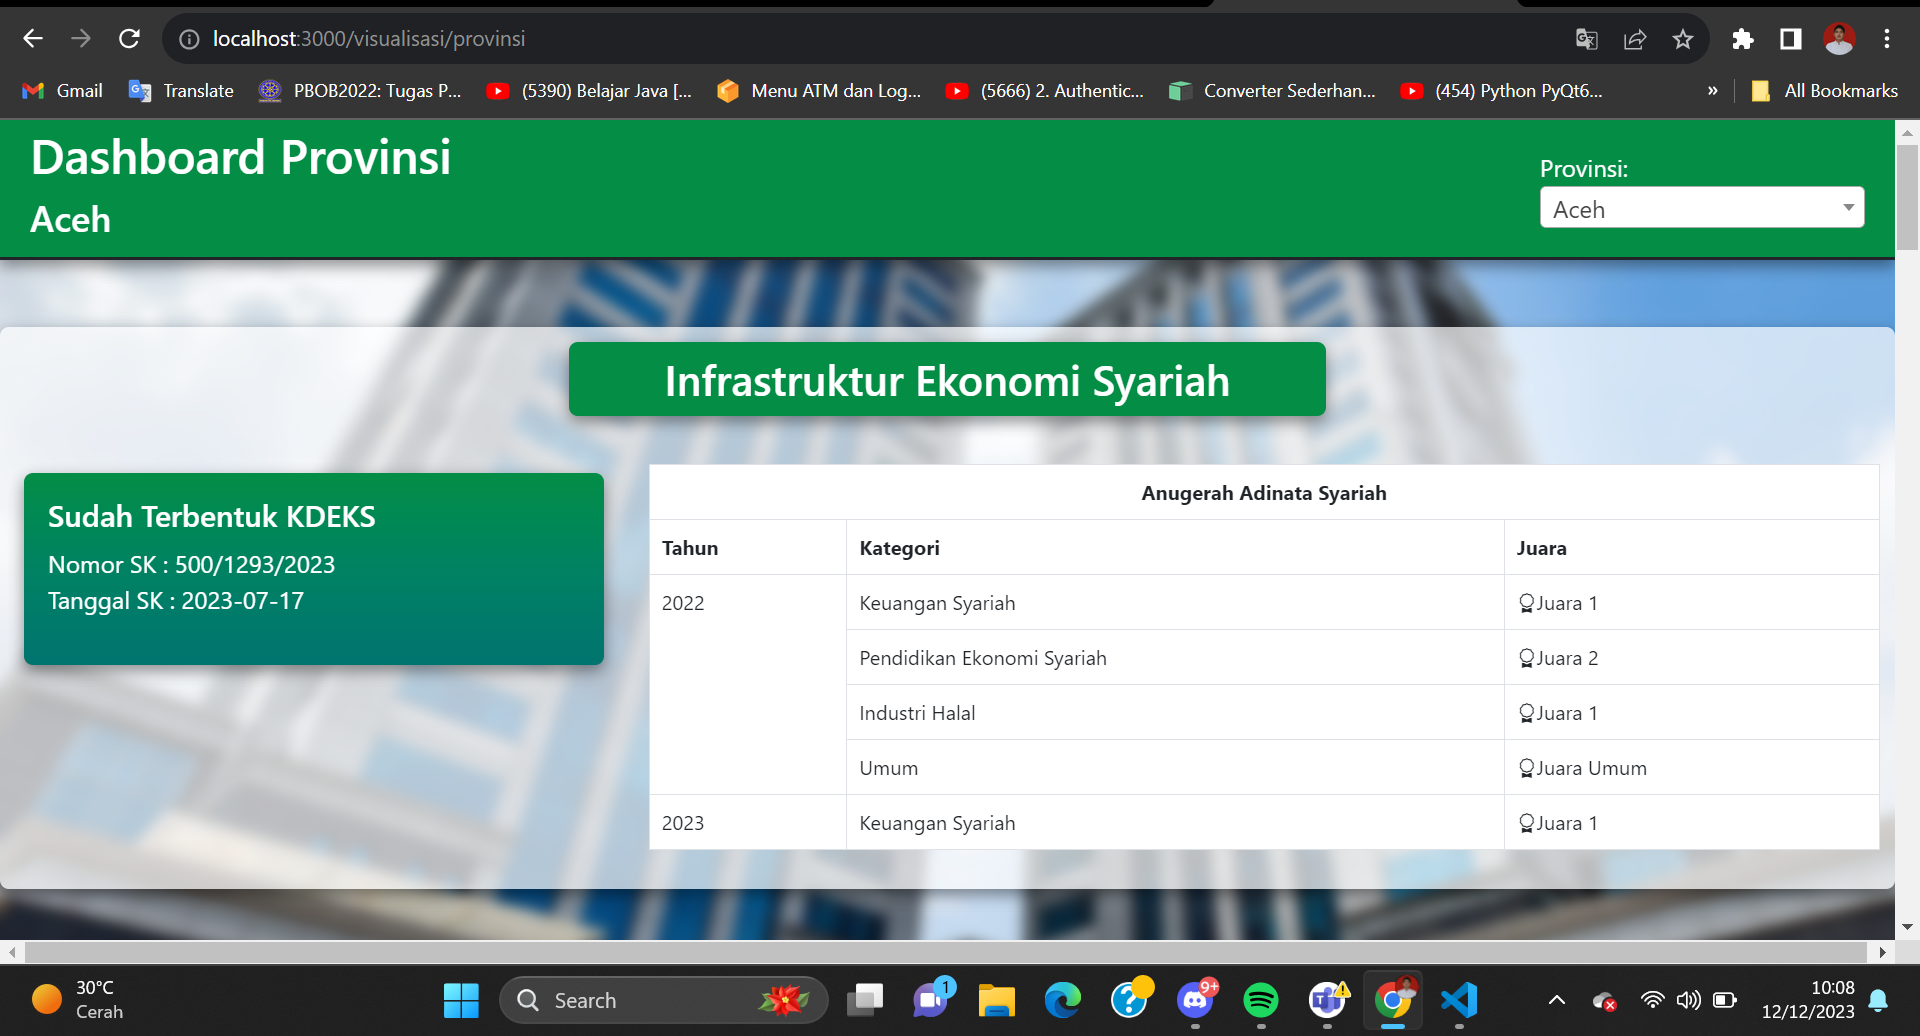 localhost:3000/visualisasi/provinsi
Gmail
Translate
PBOB2022: Tugas P...
(5390) Belajar Java [...
Menu ATM dan Log...
(5666) 2. Authentic...
Converter Sederhan...
(454) Python PyQt6...
»
All Bookmarks
Dashboard Provinsi
Aceh
Provinsi:
Aceh
Infrastruktur Ekonomi Syariah
Sudah Terbentuk KDEKS
Nomor SK : 500/1293/2023
Tanggal SK : 2023-07-17
Anugerah Adinata Syariah
Tahun Kategori Juara
2022 Keuangan Syariah Juara 1
Pendidikan Ekonomi Syariah Juara 2
Industri Halal Juara 1
Umum Juara Umum
2023 Keuangan Syariah Juara 1
30°C
Cerah
Search
1
9+
10:08
12/12/2023